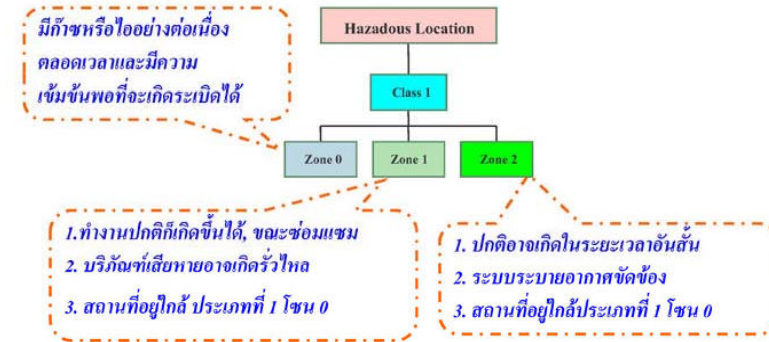 มีก๊าซหรือไออย่างต่อเนื่อง
ตลอดเวลาและมีความ
เข้มข้นพอที่จะเกิดระเบิดได้
Hazadous Location
Class 1
Zone 0
Zone 1
Zone 2
1.ทำงานปกติก็เกิดขึ้นได้, ขณะซ่อมแซม
2. บริภัณฑ์เสียหายอาจเกิดรั่วไหล
3. สถานที่อยู่ใกล้ ประเภทที่ 1 โซน 0
1. ปกติอาจเกิดในระยะเวลาอันสั้น
2. ระบบระบายอากาศขัดข้อง
3. สถานที่อยู่ใกล้ประเภทที่ 1 โซน 0